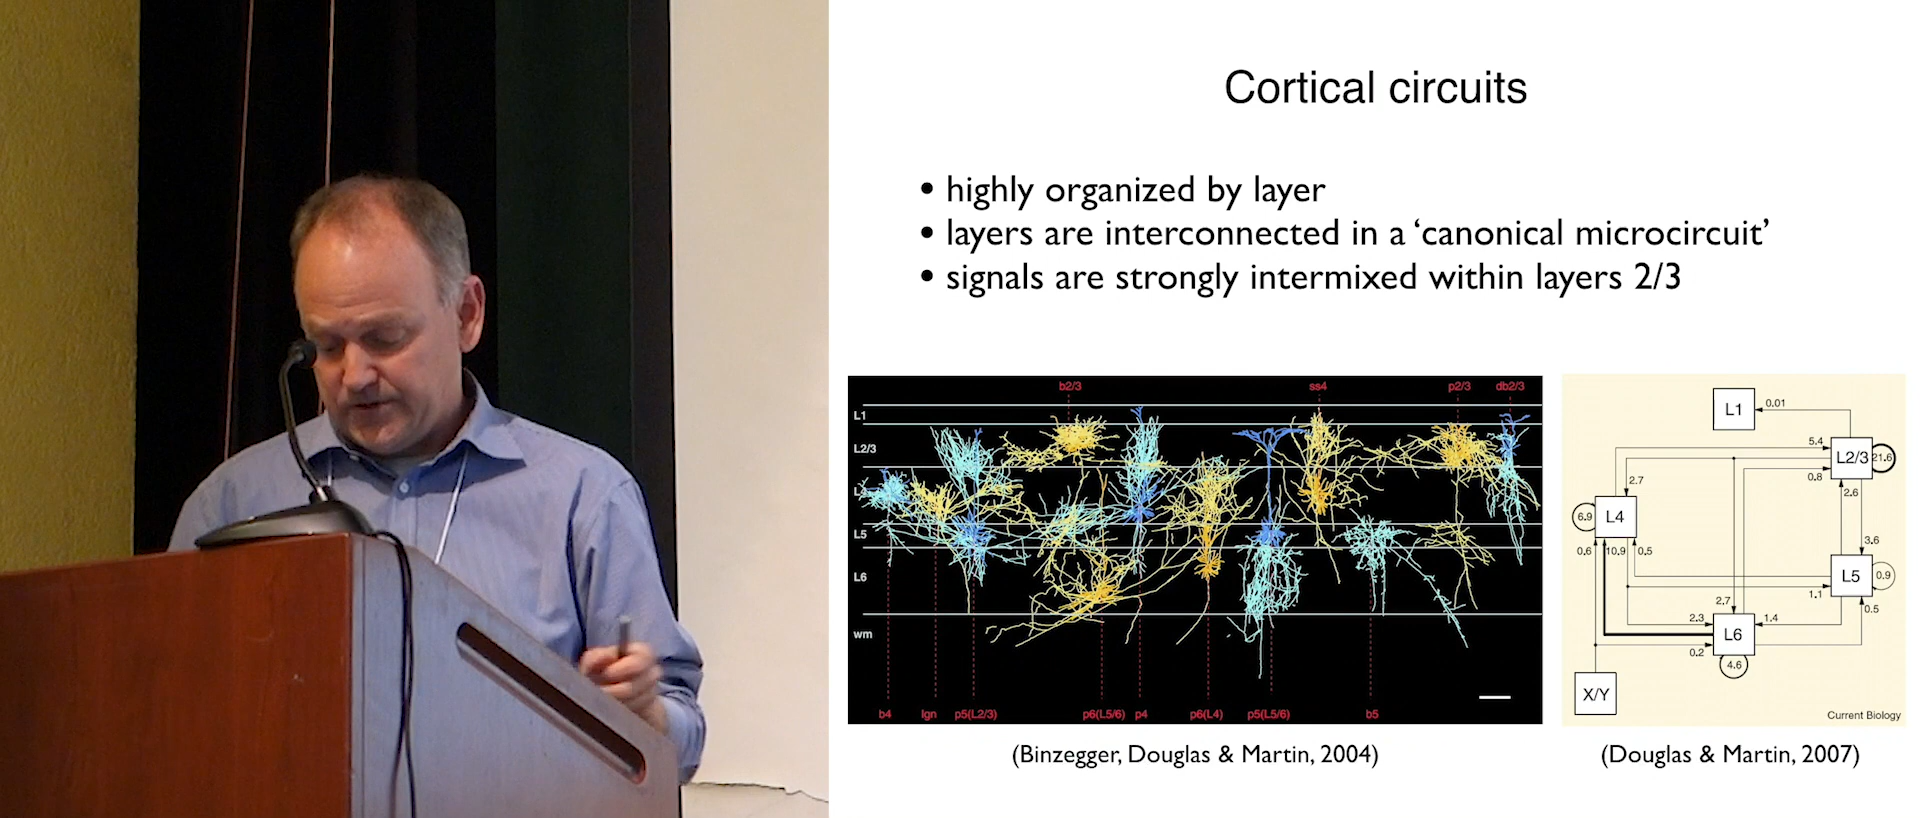 Cortical circuits
• highly organized by layer
• layers are interconnected in a ‘canonical microcircuit’
• signals are strongly intermixed within layers 2/3
b2/3 ss4 p2/3 db2/3
L1
L2/3
L5
L6
wm
b4 lgn p5(L2/3) p6(L5/6) p4 p6(L4) p5(L5/6) b5
(Binzegger, Douglas & Martin, 2004)
L1 0.01
5.4
L2/3 21.6
0.8
2.7 2.6
6.9 L4
3.6
0.6 10.9 0.5
L5 0.9
1.1
2.7 0.5
2.3 1.4
L6
0.2
4.6
X/Y
Current Biology
(Douglas & Martin, 2007)